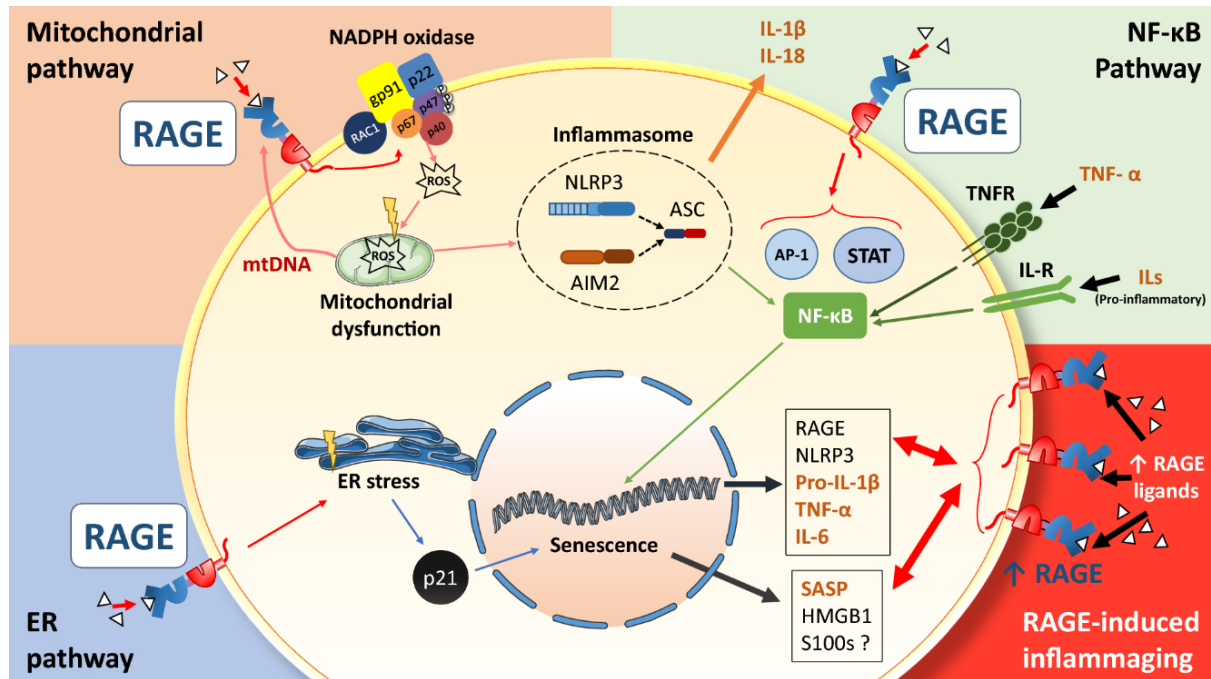 Mitochondrial
pathway
NADPH oxidase
gp91
p22
p47
P
P
P
RAC1
p67
p40
RAGE
ROS
ROS
mtDNA
Mitochondrial
dysfunction
Inflammasome
NLRP3
ASC
AIM2
IL-1β
IL-18
NF-κB
Pathway
RAGE
TNF- α
TNFR
IL-R
ILs
(Pro-inflammatory)
AP-1
STAT
NF-κB
ER stress
RAGE
p21
Senescence
ER
pathway
RAGE
NLRP3
Pro-IL-1β
TNF-α
IL-6
SASP
HMGB1
S100s ?
↑ RAGE
ligands
↑ RAGE
RAGE-induced
inflammaging